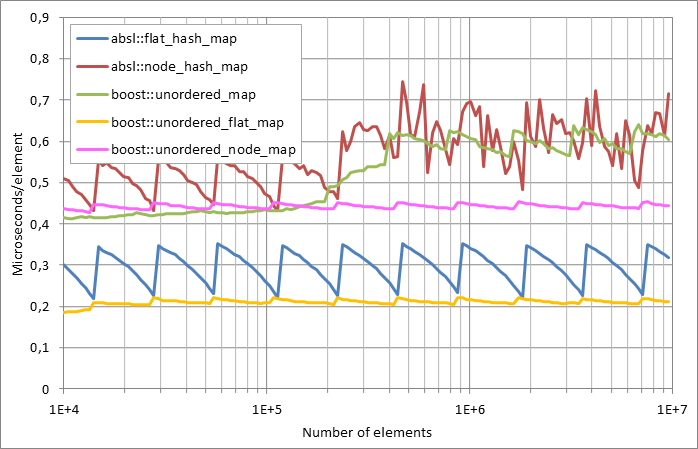 0,9
0,8
0,7
0,6
0,5
0,4
0,3
0,2
0,1
0
Microseconds/element
absl::flat_hash_map
absl::node_hash_map
boost::unordered_map
boost::unordered_flat_map
boost::unordered_node_map
1E+4 1E+5 1E+6 1E+7
Number of elements